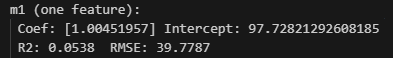 m1 (one feature):
Coef: [1.00451957] Intercept: 97.72821292608185
R2: 0.0538 RMSE: 39.7787